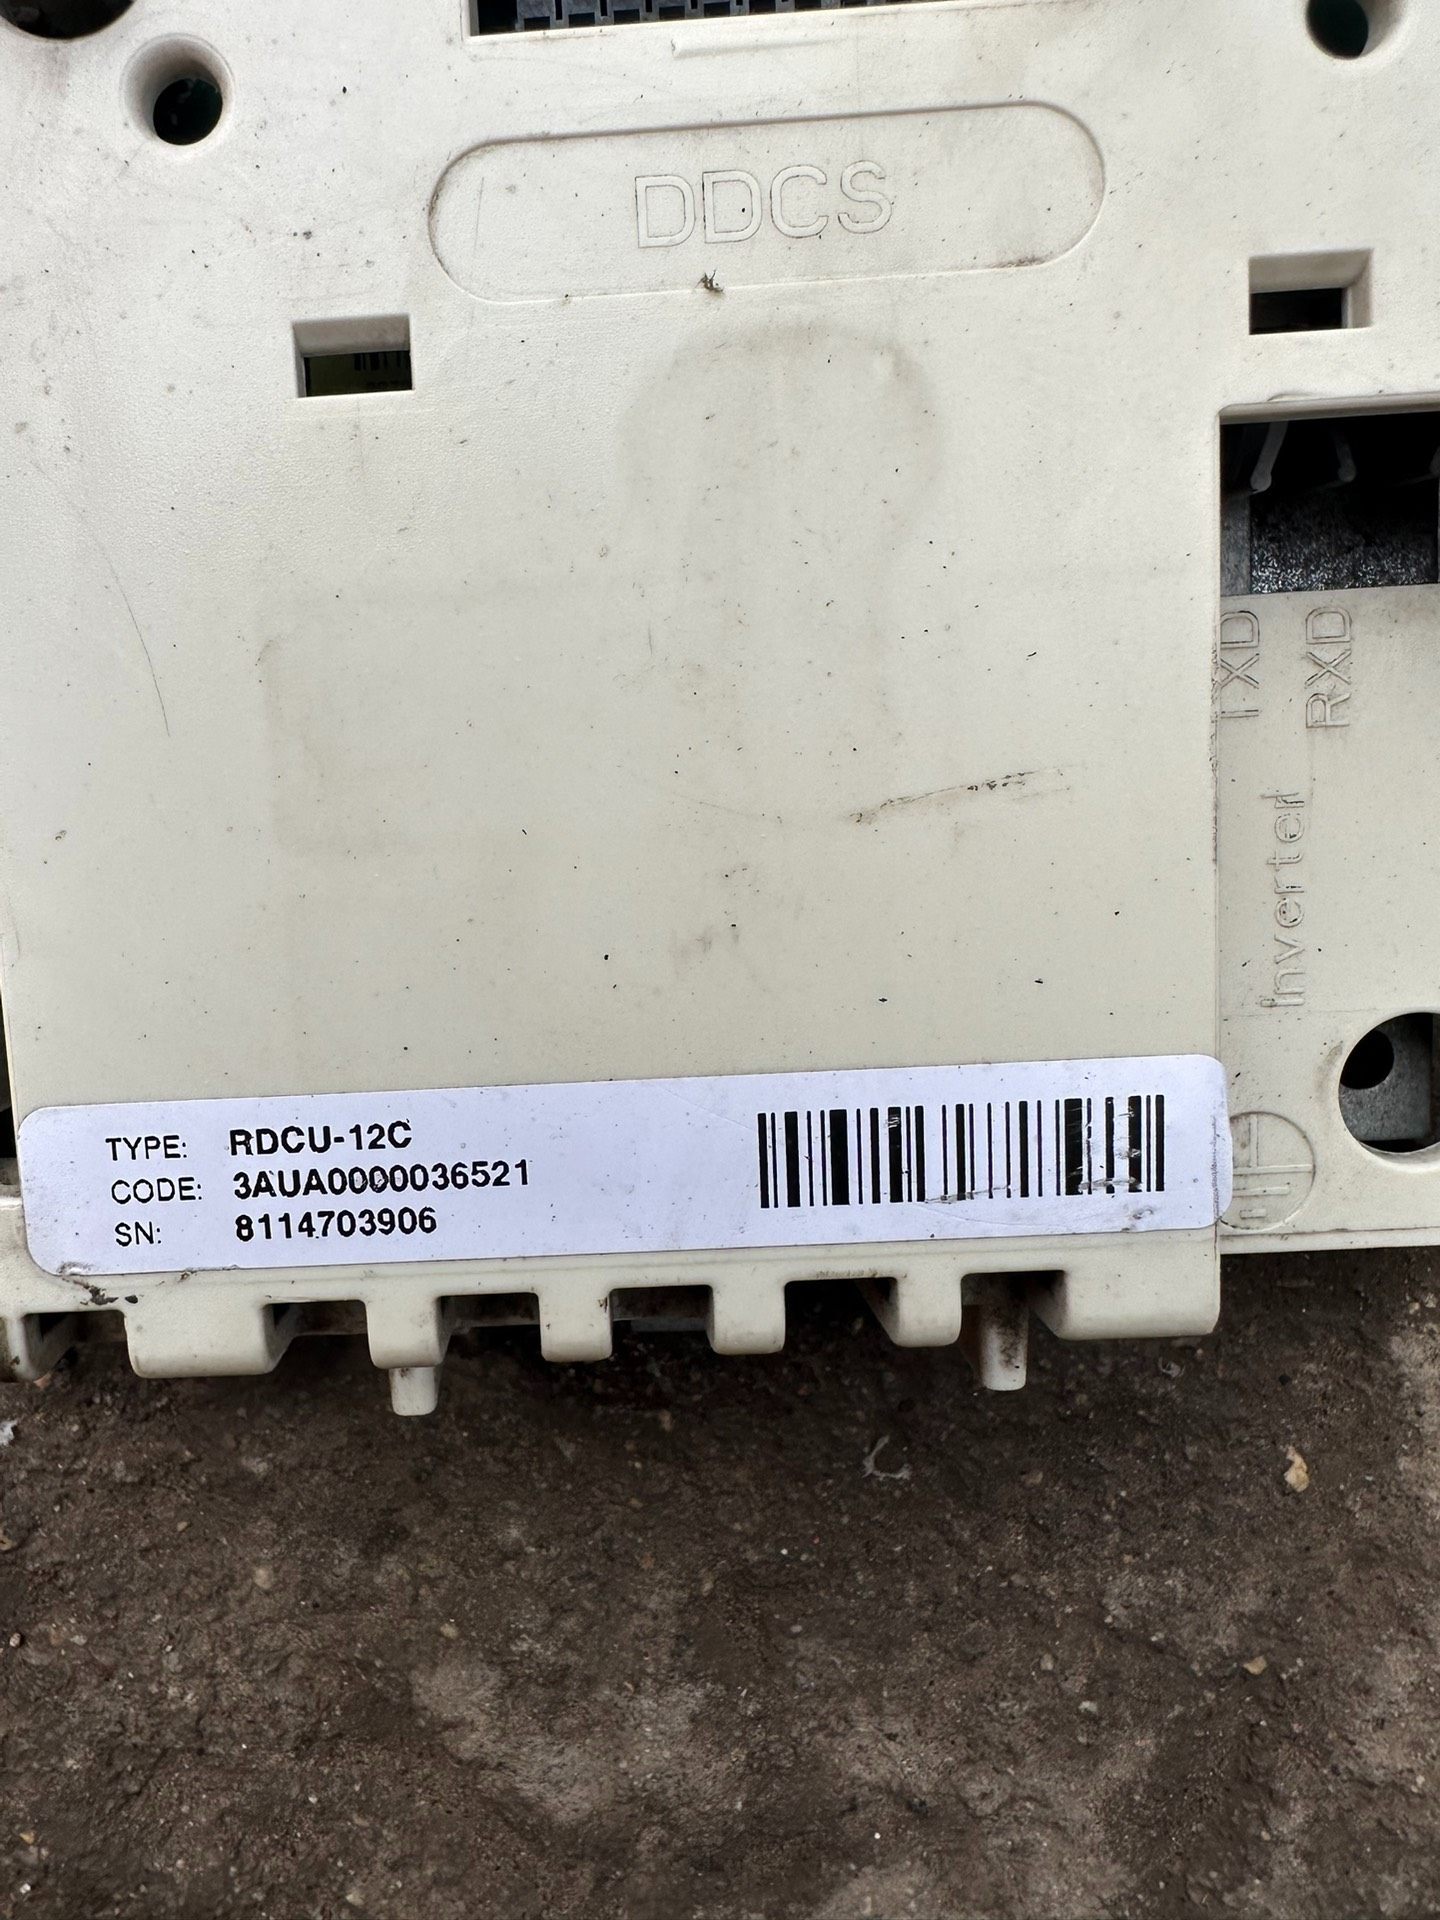 DDCS
TXD
RXD
Inverter
TYPE: RDCU-12C
CODE: 3AUA0000036521
SN: 8114703906